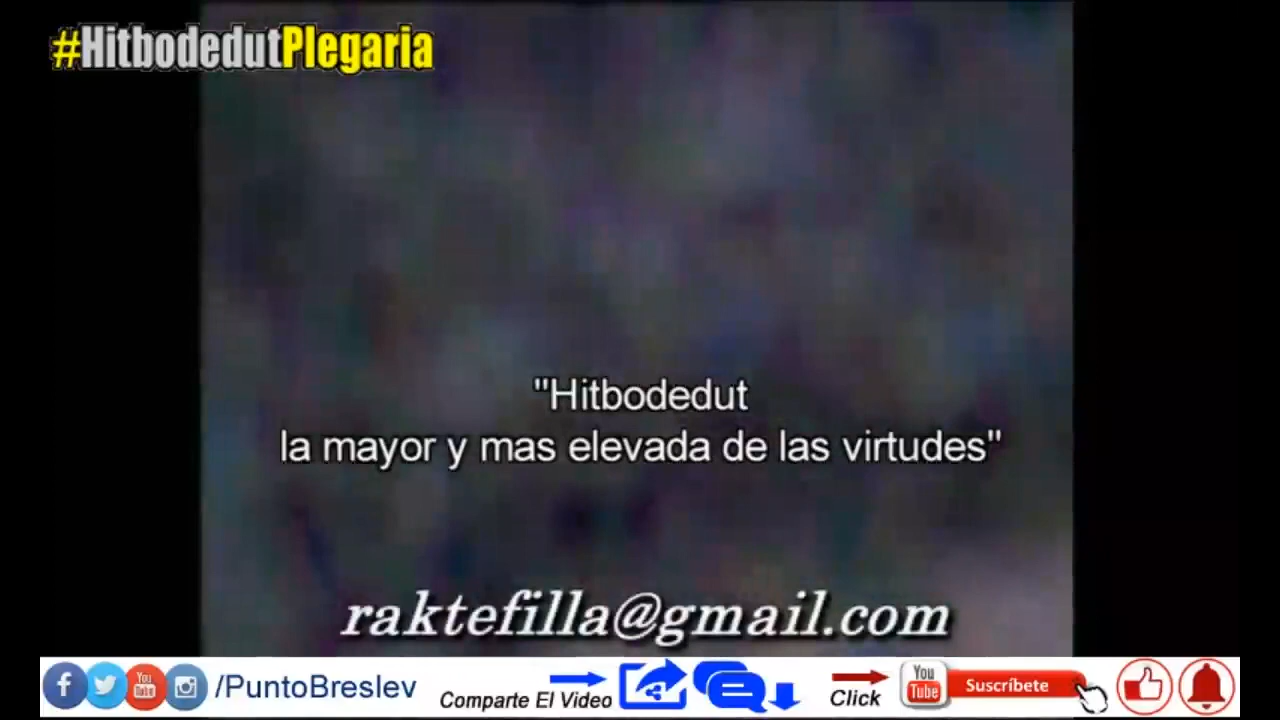 #HitbodedutPlegaria
"Hitbodedut
la mayor y mas elevada de las virtudes"
raktefilla@gmail.com
/PuntoBreslev
Comparte El Video
Click
You Tube
Suscríbete